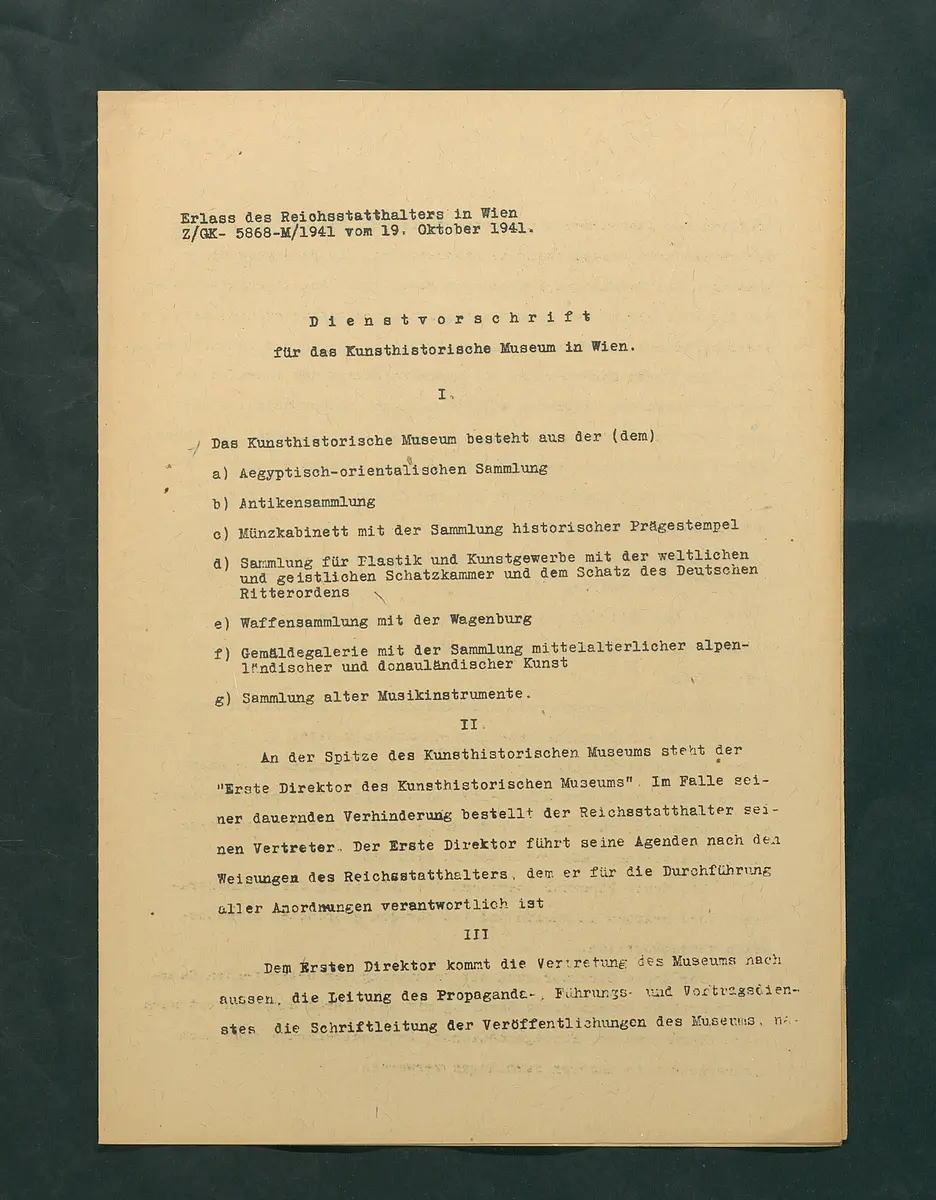 Erlass des Reichsstatthalters in Wien
Z/GK- 5868-M/1941 vom 19. Oktober 1941.
Dienstvorschrift
für das Kunsthistorische Museum in Wien.
I.
Das Kunsthistorische Museum besteht aus der (dem)
a) Aegyptisch-orientalischen Sammlung
b) Antikensammlung
c) Münzkabinett mit der Sammlung historischer Prägestempel
d) Sammlung für Plastik und Kunstgewerbe mit der weltlichen
und geistlichen Schatzkammer und dem Schatz des Deutschen
Ritterordens
e) Waffensammlung mit der Wagenburg
f) Gemäldegalerie mit der Sammlung mittelalterlicher alpen-
ländischer und donauländischer Kunst
g) Sammlung alter Musikinstrumente.
II.
An der Spitze des Kunsthistorischen Museums steht der
"Erste Direktor des Kunsthistorischen Museums". Im Falle sei-
ner dauernden Verhinderung bestellt der Reichsstatthalter sei-
nen Vertreter. Der Erste Direktor führt seine Agenden nach den
Weisungen des Reichsstatthalters, dem er für die Durchführung
aller Anordnungen verantwortlich ist
III
Dem Ersten Direktor kommt die Vertretung des Museums nach
aussen, die Leitung des Propaganda-, Führungs- und Vortragsdien-
stes die Schriftleitung der Veröffentlichungen des Museums,